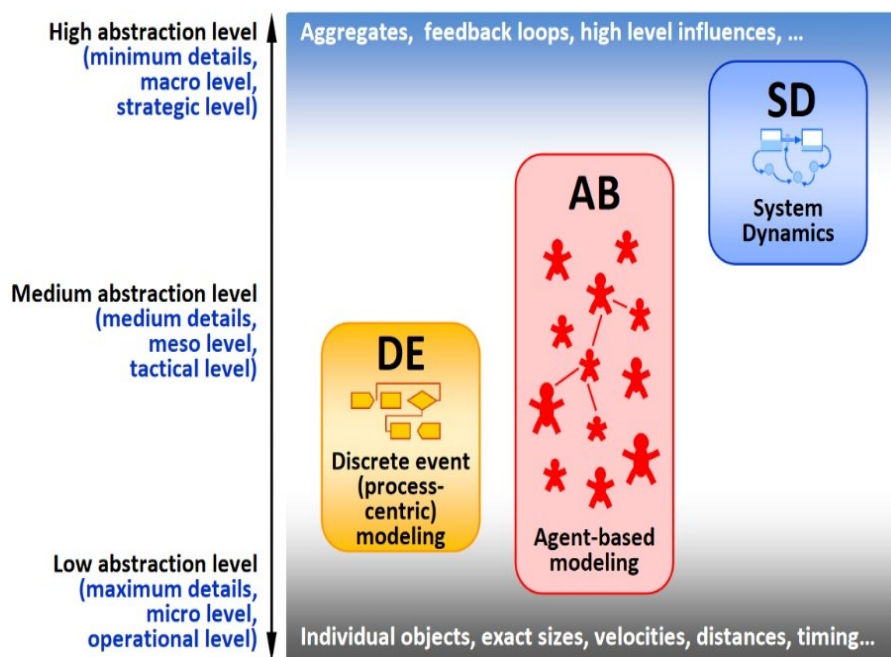 High abstraction level
(minimum details,
macro level,
strategic level)
Aggregates, feedback loops, high level influences, ...
SD
System
Dynamics
AB
Medium abstraction level
(medium details,
meso level,
tactical level)
DE
Discrete event
(process-
centric)
modeling
Agent-based
modeling
Low abstraction level
(maximum details,
micro level,
operational level)
Individual objects, exact sizes, velocities, distances, timing...